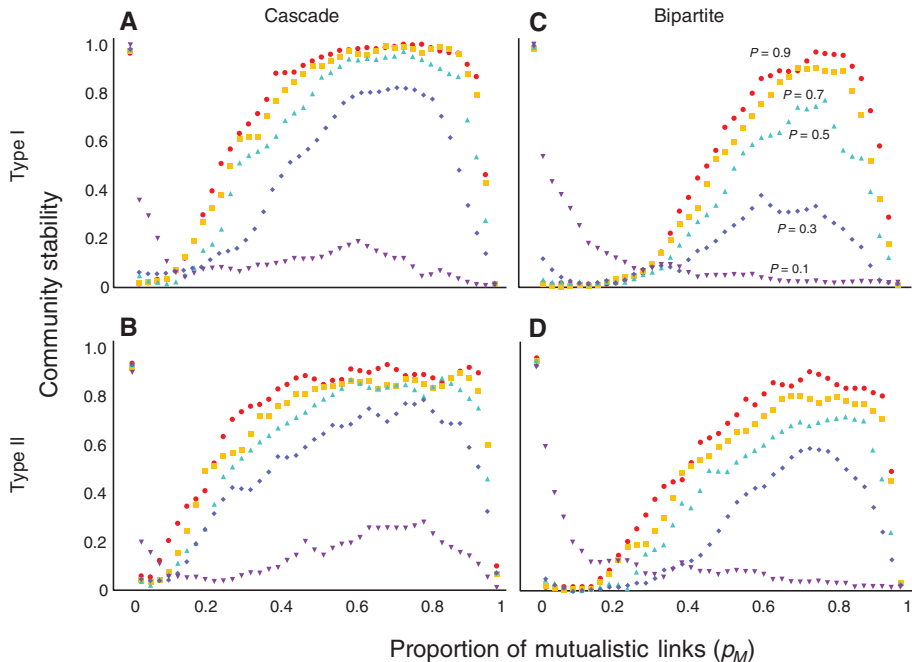 Cascade
Bipartite
A
C
Type I
Community stability
1.0
0.8
0.6
0.4
0.2
0
P = 0.9
P = 0.7
P = 0.5
P = 0.3
P = 0.1
B
D
Type II
1.0
0.8
0.6
0.4
0.2
0
0 0.2 0.4 0.6 0.8 1
0 0.2 0.4 0.6 0.8 1
Proportion of mutualistic links (pM)